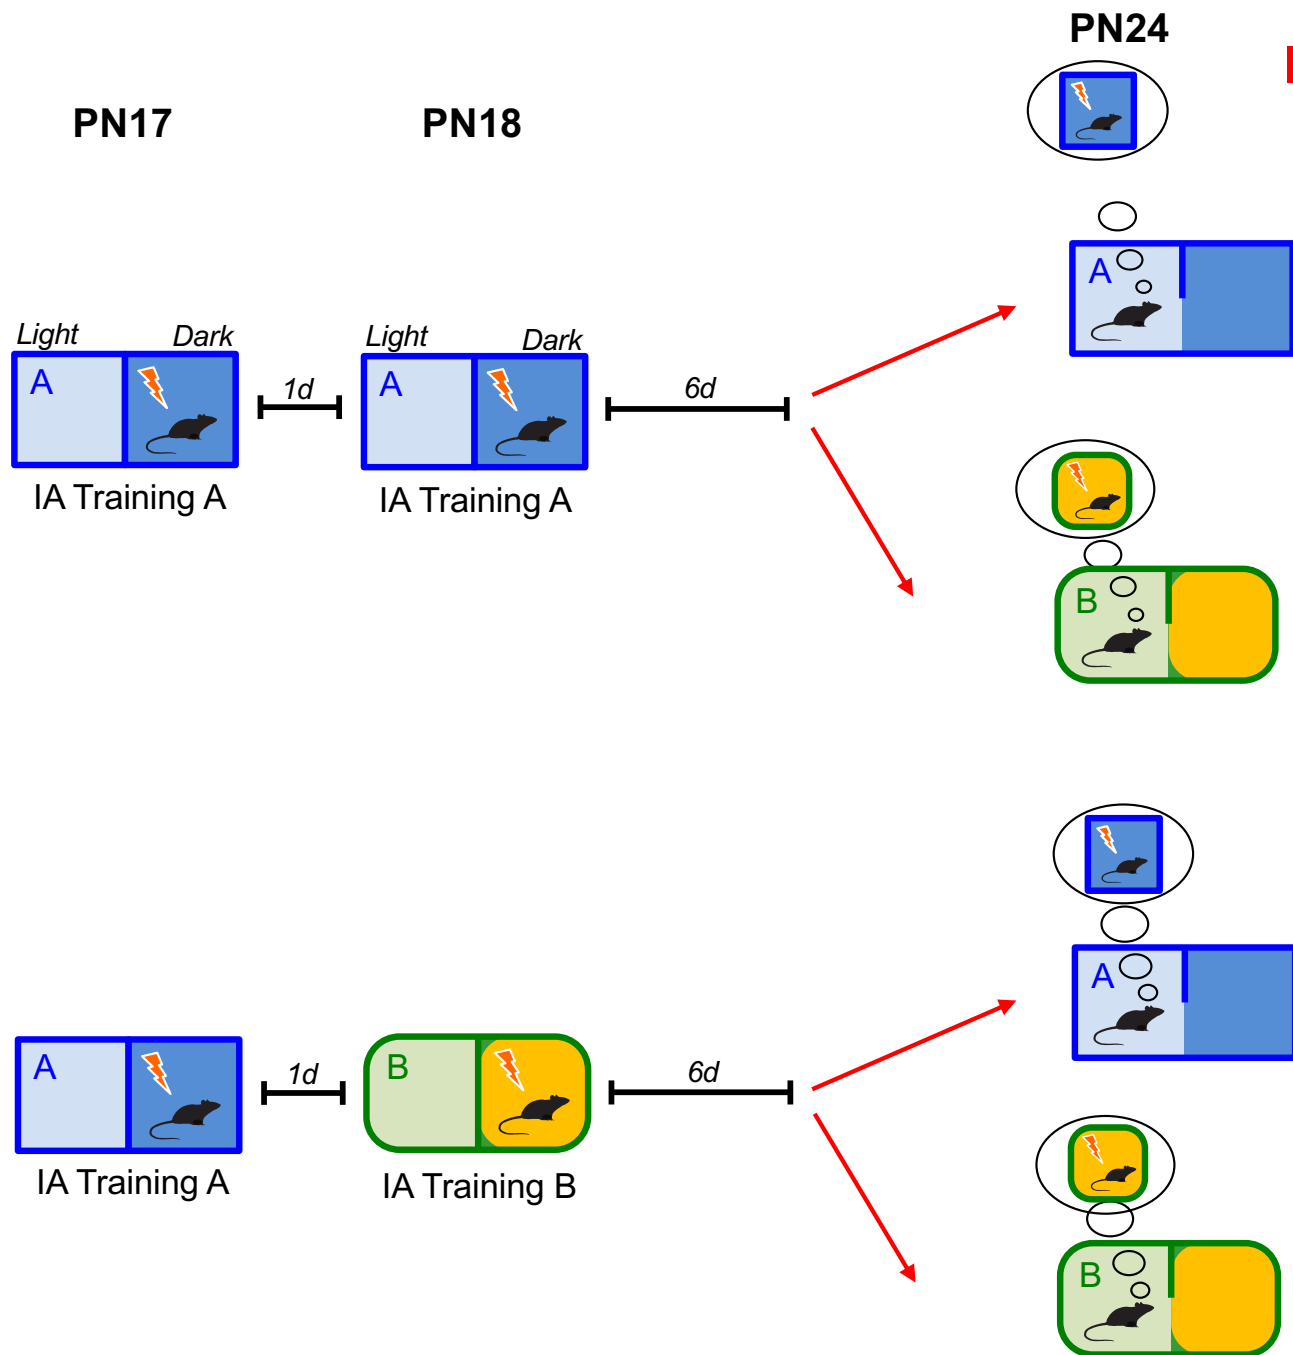 PN24
PN17 PN18
A
Light Dark Light Dark
A 1d A 6d
IA Training A IA Training A
B
A
A 1d B 6d
IA Training A IA Training B
B